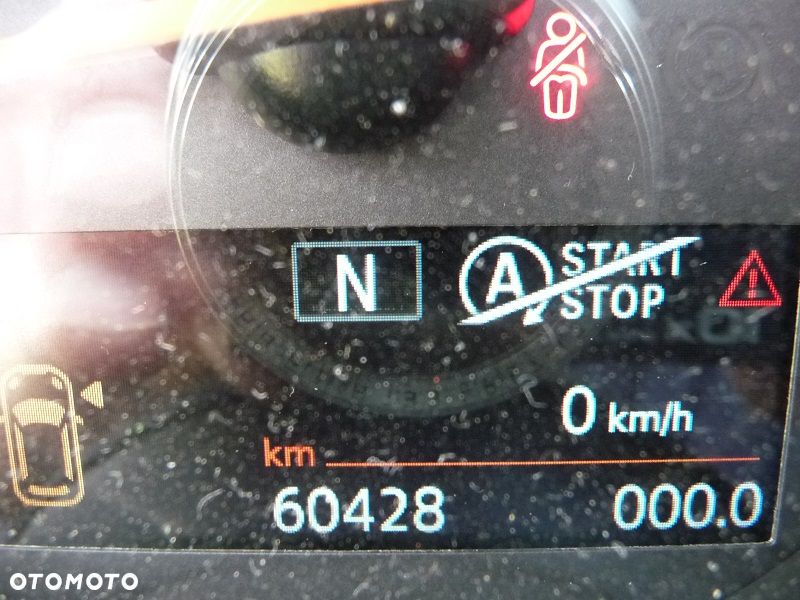 N
A START
STOP
0 km/h
km
60428 000.0
OTOMOTO